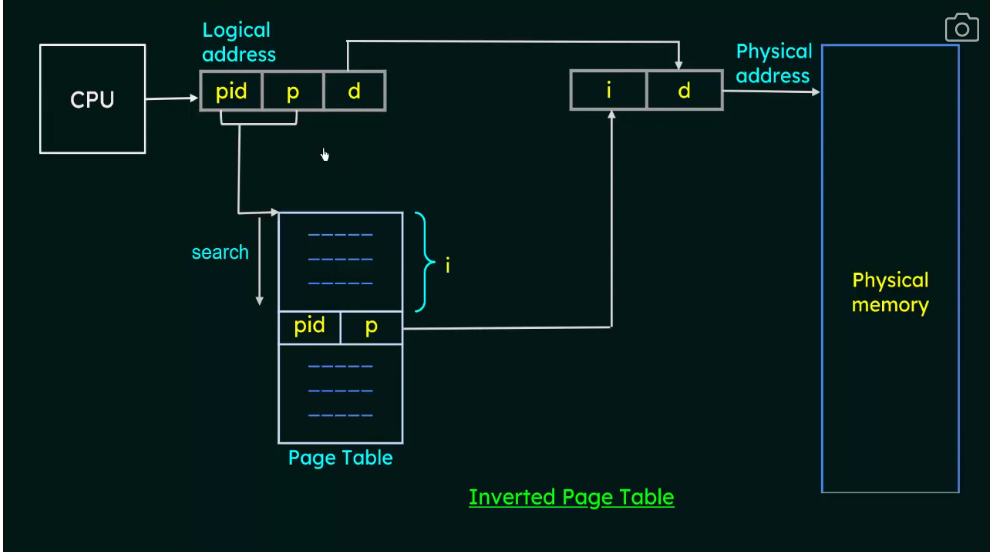 Logical
address
Physical
address
CPU
pid p d
i d
search
i
pid p
Physical
memory
Page Table
Inverted Page Table